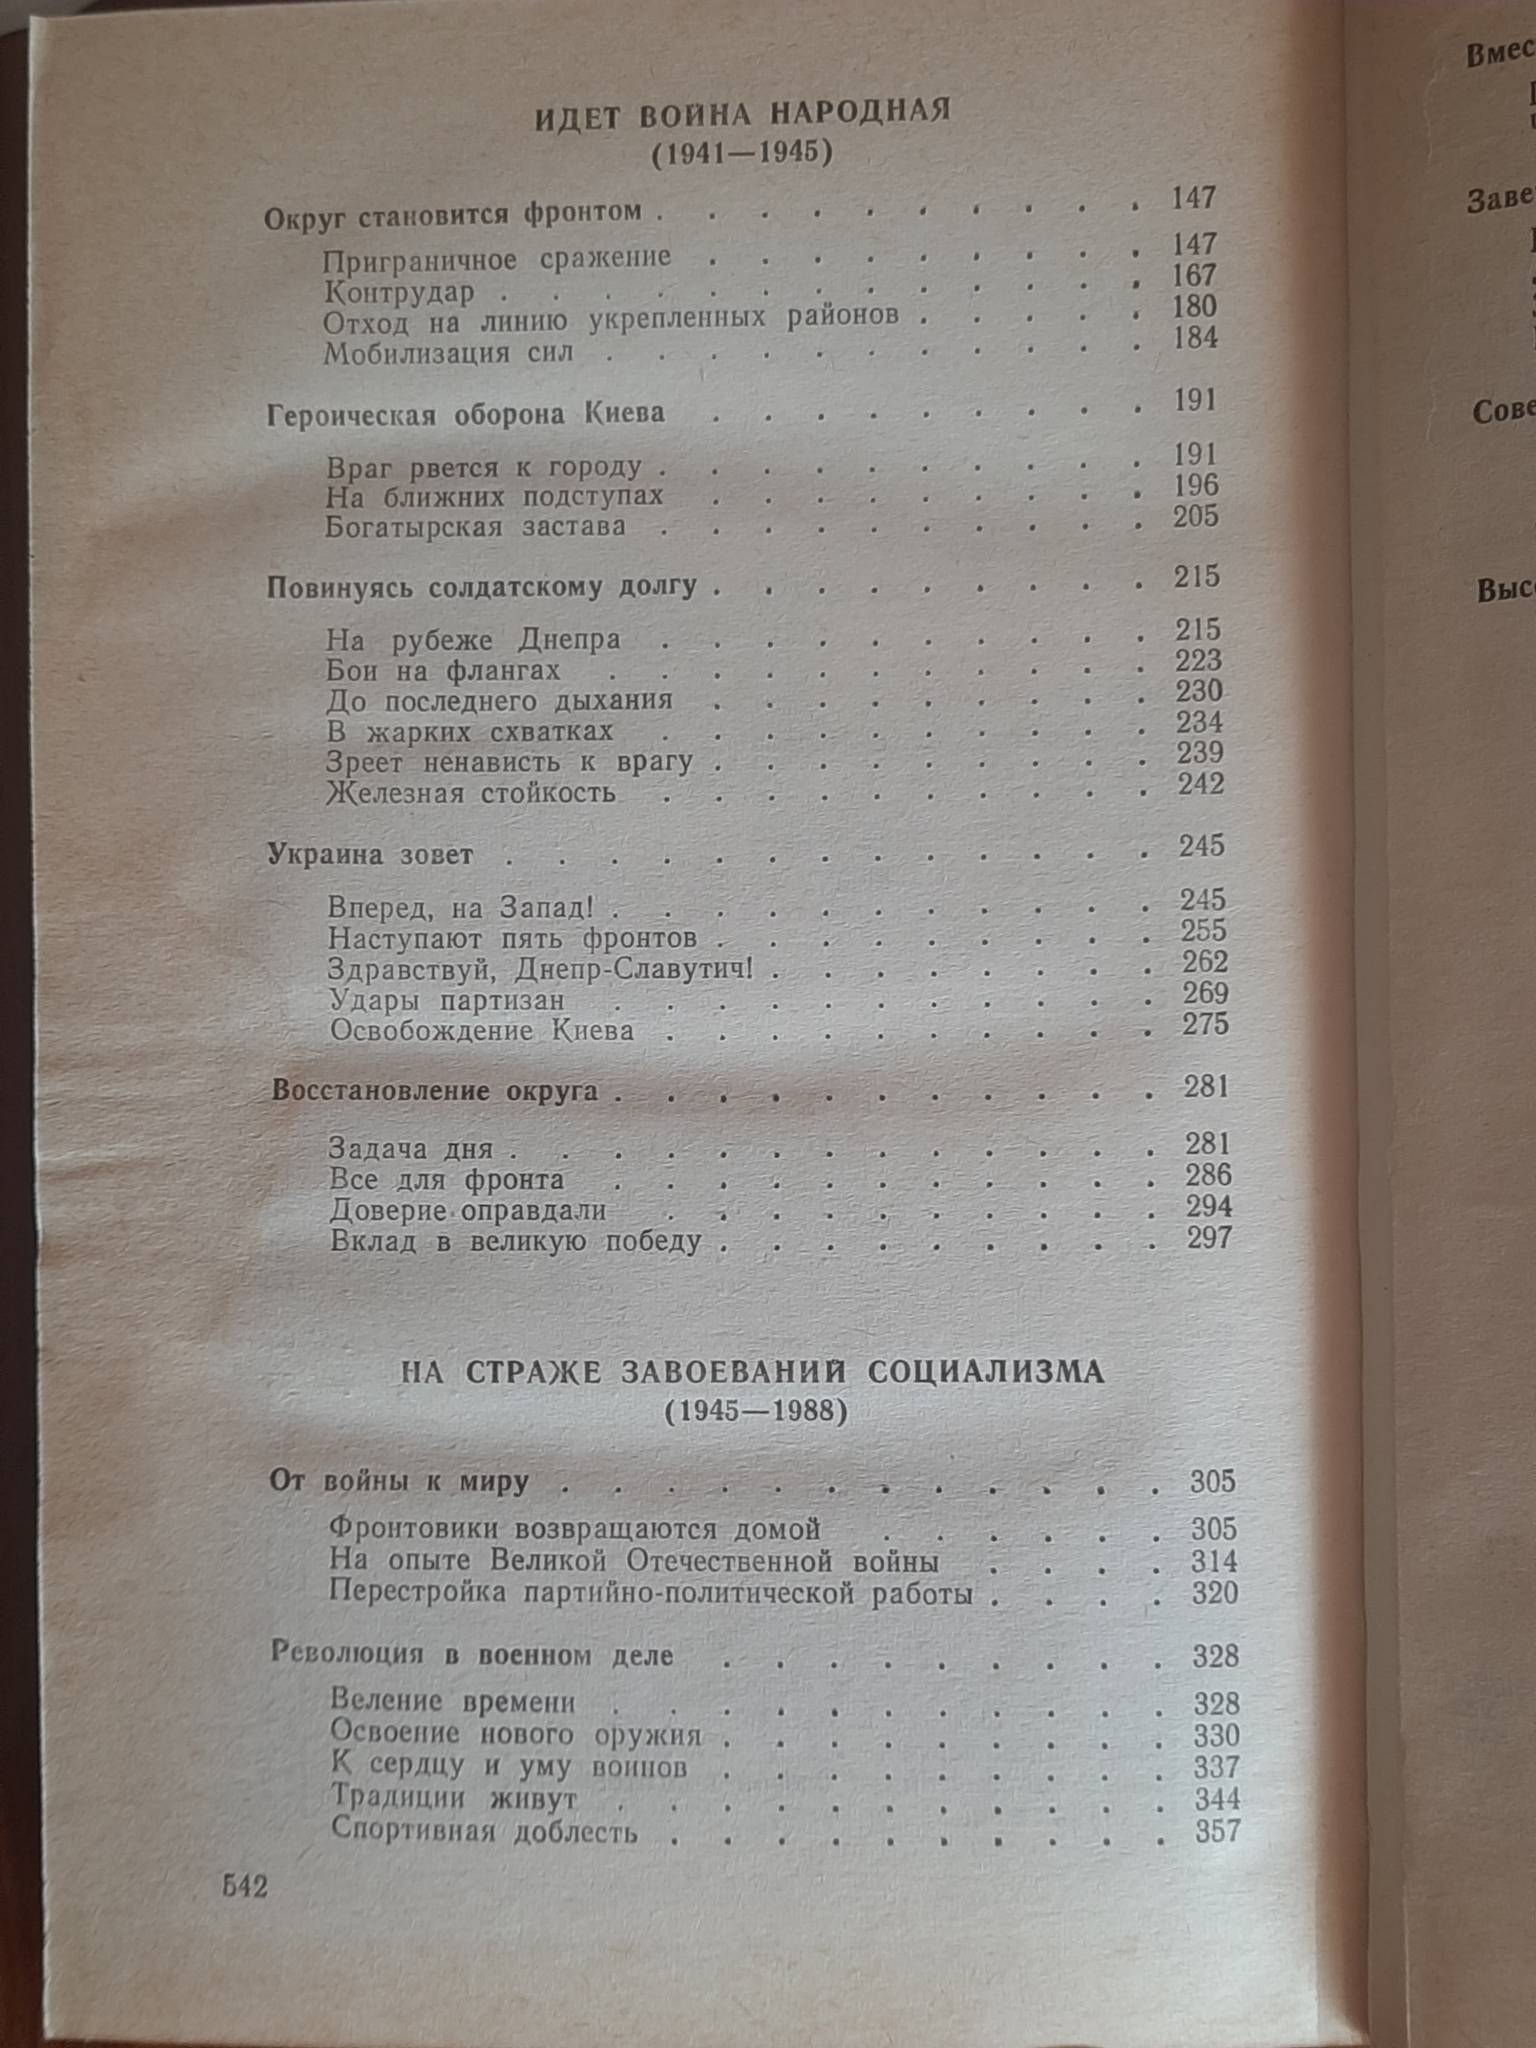 ИДЕТ ВОЙНА НАРОДНАЯ
(1941—1945)
Округ становится фронтом . . . . . . . . . . 147
Приграничное сражение . . . . . . . . . 147
Контрудар . . . . . . . . . . . . . 167
Отход на линию укрепленных районов . . . . . 180
Мобилизация сил . . . . . . . . . . . 184
Героическая оборона Киева . . . . . . . . . 191
Враг рвется к городу . . . . . . . . . . 191
На ближних подступах . . . . . . . . . 196
Богатырская застава . . . . . . . . . . 205
Повинуясь солдатскому долгу . . . . . . . . . 215
На рубеже Днепра . . . . . . . . . . 215
Бои на флангах . . . . . . . . . . . 223
До последнего дыхания . . . . . . . . . 230
В жарких схватках . . . . . . . . . . 234
Зреет ненависть к врагу . . . . . . . . . 239
Железная стойкость . . . . . . . . . . 242
Украина зовет . . . . . . . . . . . . . 245
Вперед, на Запад! . . . . . . . . . . . 245
Наступают пять фронтов . . . . . . . . . 255
Здравствуй, Днепр-Славутич! . . . . . . . . 262
Удары партизан . . . . . . . . . . . 269
Освобождение Киева . . . . . . . . . . 275
Восстановление округа . . . . . . . . . . . 281
Задача дня . . . . . . . . . . . . . 281
Все для фронта . . . . . . . . . . . 286
Доверие оправдали . . . . . . . . . . 294
Вклад в великую победу . . . . . . . . . 297
НА СТРАЖЕ ЗАВОЕВАНИЙ СОЦИАЛИЗМА
(1945—1988)
От войны к миру . . . . . . . . . . . . 305
Фронтовики возвращаются домой . . . . . . 305
На опыте Великой Отечественной войны . . . . 314
Перестройка партийно-политической работы . . . . 320
Революция в военном деле . . . . . . . . . 328
Веление времени . . . . . . . . . . . 328
Освоение нового оружия . . . . . . . . . 330
К сердцу и уму воинов . . . . . . . . . 337
Традиции живут . . . . . . . . . . . 344
Спортивная доблесть . . . . . . . . . . 357
542
Вмес
Заве
Сове
Высо